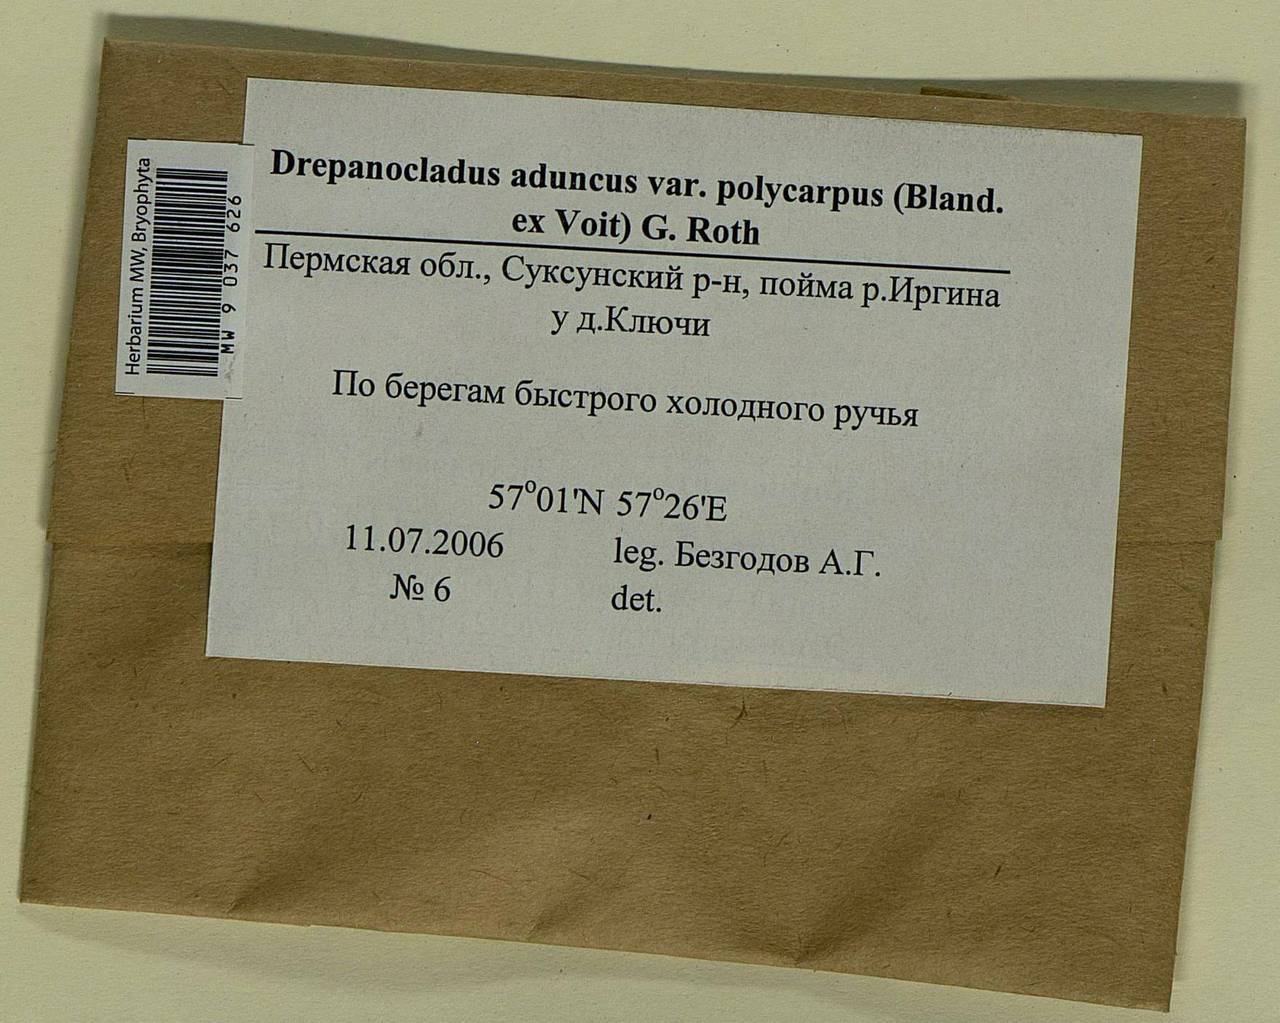 Herbarium MW, Bryophyta
MW 9 037 626
Drepanocladus aduncus var. polycarpus (Bland.
ex Voit) G. Roth
Пермская обл., Суксунский р-н, пойма р.Иргина
у д.Ключи
По берегам быстрого холодного ручья
57°01'N 57°26'E
11.07.2006 leg. Безгодов А.Г.
№ 6 det.